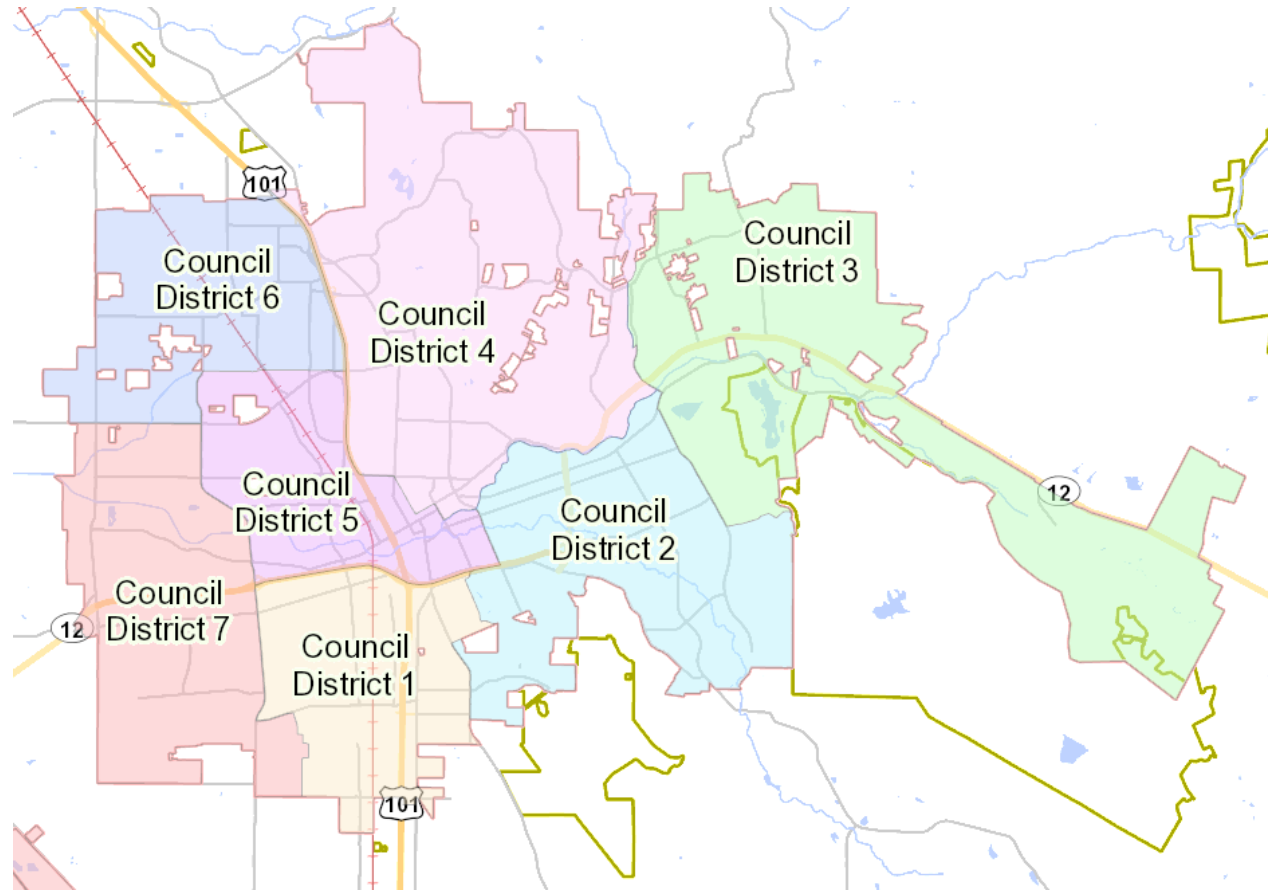 101
Council
District 3
Council
District 6
Council
District 4
12
Council
District 5
Council
District 2
Council
District 7
12
Council
District 1
101